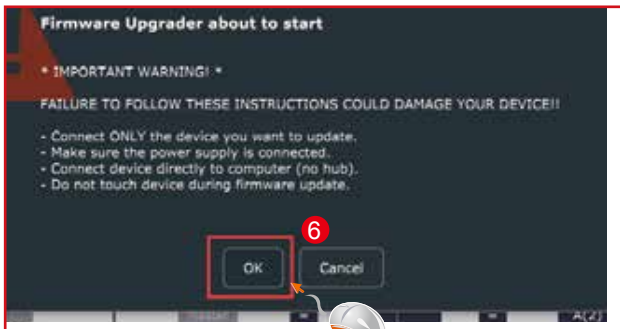 Firmware Upgrader about to start
* IMPORTANT WARNING! *
FAILURE TO FOLLOW THESE INSTRUCTIONS COULD DAMAGE YOUR DEVICE!!
- Connect ONLY the device you want to update.
- Make sure the power supply is connected.
- Connect device directly to computer (no hub).
- Do not touch device during firmware update.
6
OK Cancel
A(2)